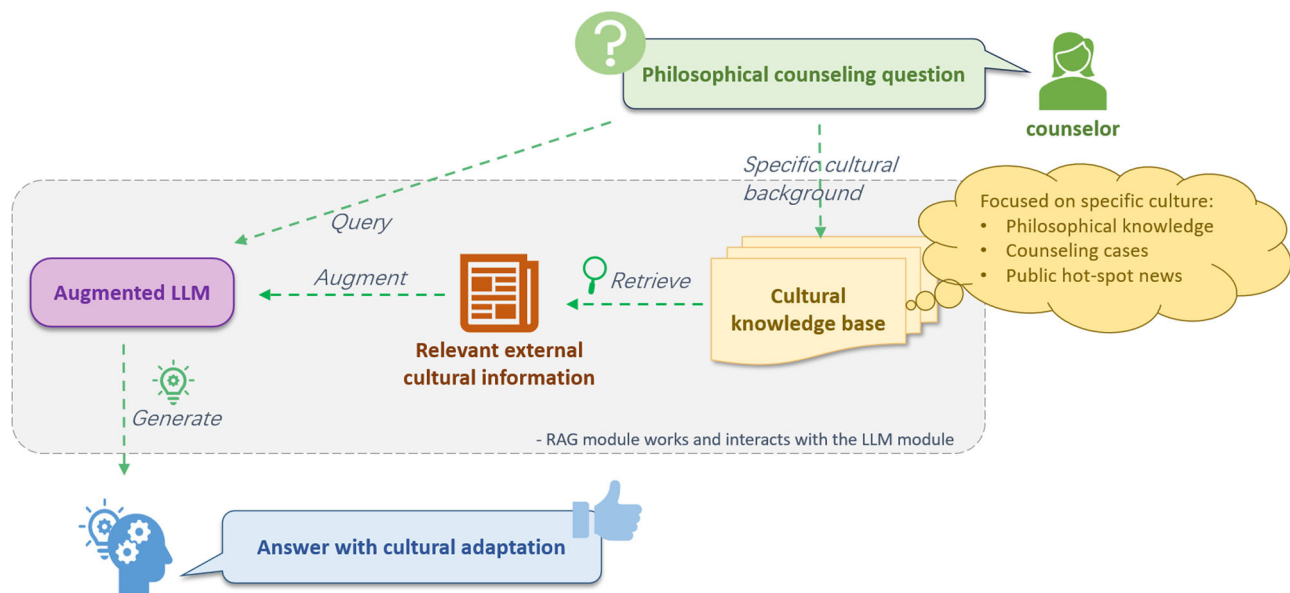 ?
Philosophical counseling question
counselor
Specific cultural
background
Query
Focused on specific culture:
• Philosophical knowledge
• Counseling cases
• Public hot-spot news
Augmented LLM
Augment
Retrieve
Cultural
knowledge base
Relevant external
cultural information
Generate
- RAG module works and interacts with the LLM module
Answer with cultural adaptation